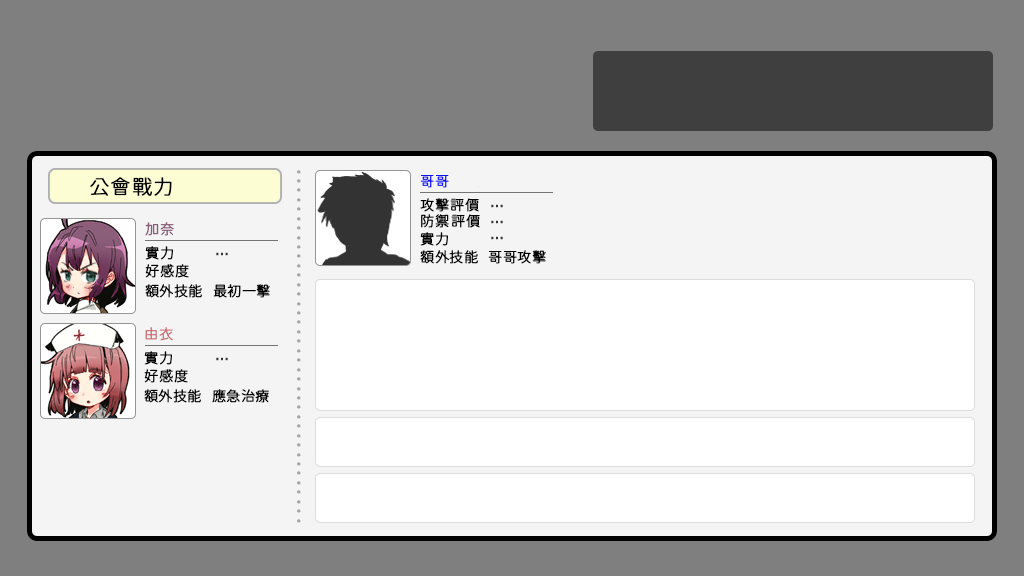 公會戰力
加奈
實力 …
好感度
額外技能 最初一擊
由衣
實力 …
好感度
額外技能 應急治療
哥哥
攻擊評價 …
防禦評價 …
實力 …
額外技能 哥哥攻擊